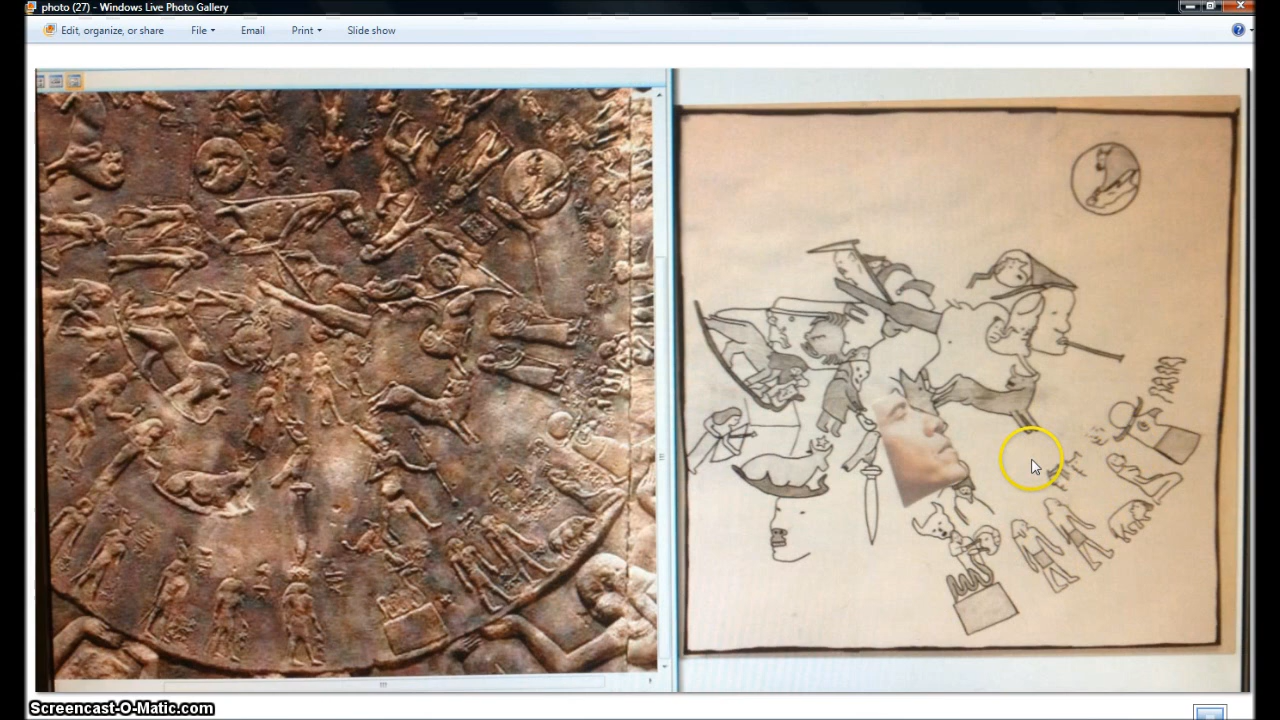 photo (27) - Windows Live Photo Gallery
Edit, organize, or share File Email Print Slide show
Screencast-O-Matic.com